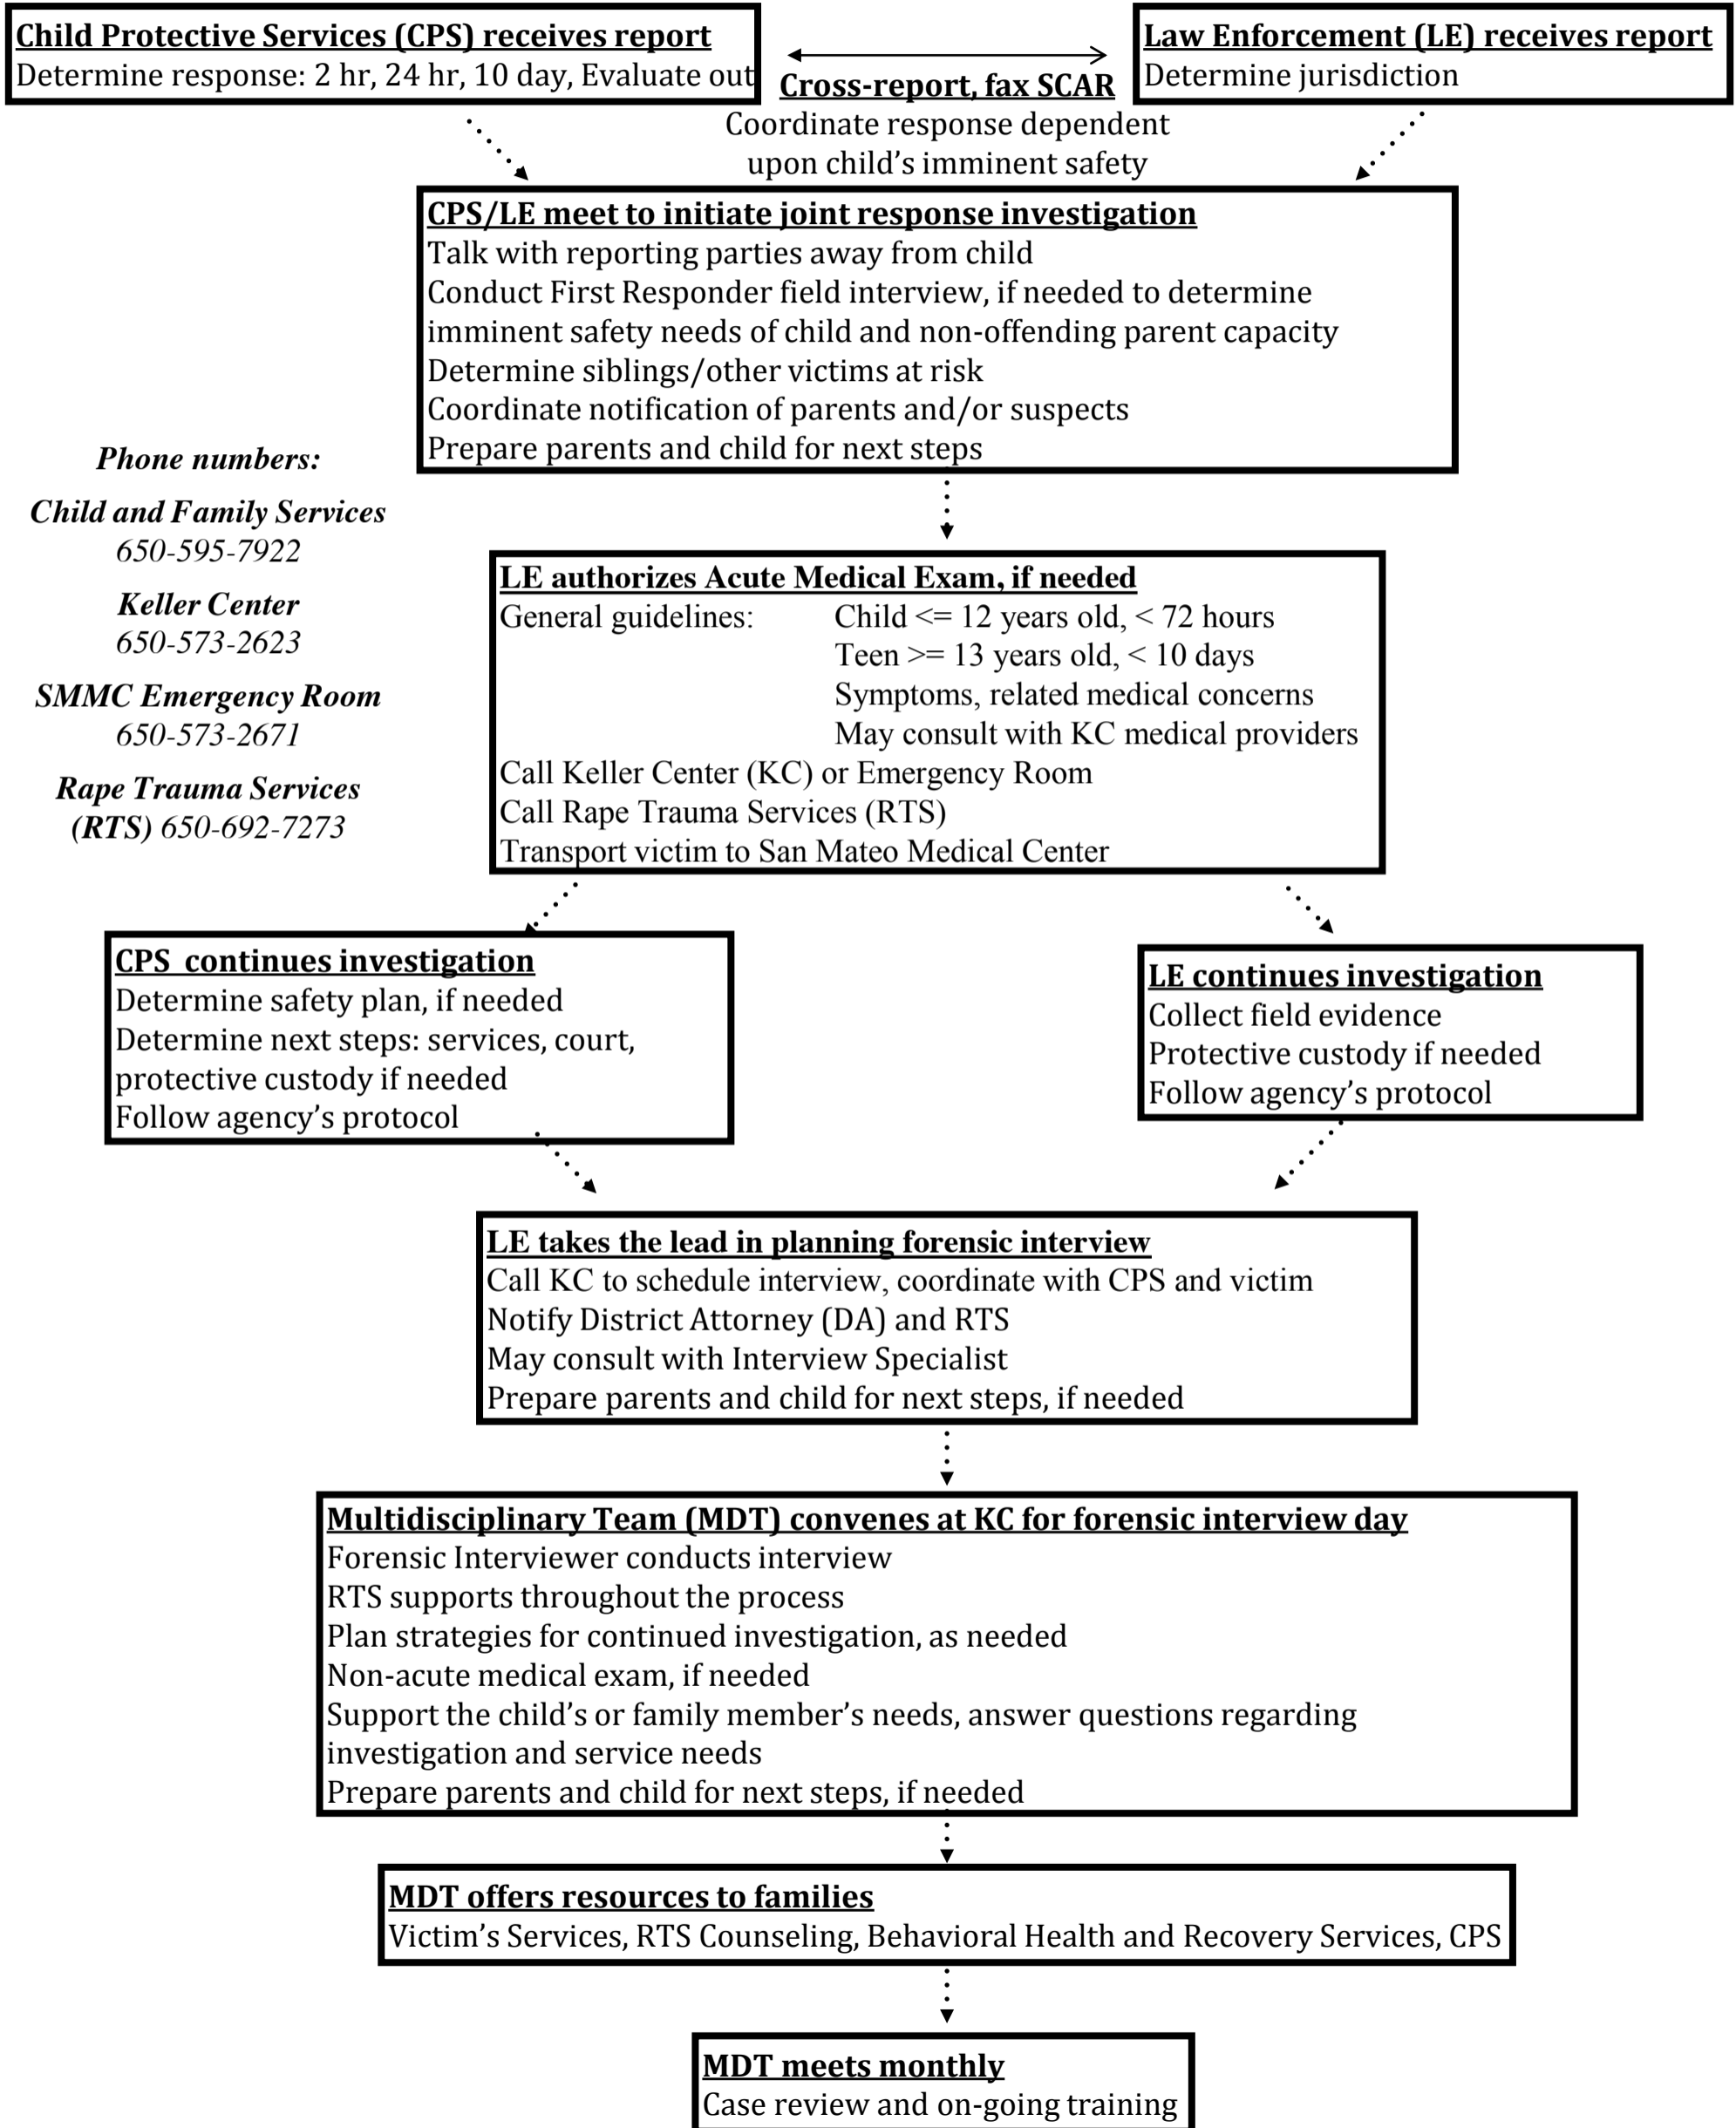 Child Protective Services (CPS) receives report
Determine response: 2 hr, 24 hr, 10 day, Evaluate out
Law Enforcement (LE) receives report
Determine jurisdiction
Cross-report, fax SCAR
Coordinate response dependent
upon child's imminent safety
CPS/LE meet to initiate joint response investigation
Talk with reporting parties away from child
Conduct First Responder field interview, if needed to determine
imminent safety needs of child and non-offending parent capacity
Determine siblings/other victims at risk
Coordinate notification of parents and/or suspects
Prepare parents and child for next steps
Phone numbers:
Child and Family Services
650-595-7922
Keller Center
650-573-2623
SMMC Emergency Room
650-573-2671
Rape Trauma Services
(RTS) 650-692-7273
LE authorizes Acute Medical Exam, if needed
General guidelines: Child <= 12 years old, < 72 hours
Teen >= 13 years old, < 10 days
Symptoms, related medical concerns
May consult with KC medical providers
Call Keller Center (KC) or Emergency Room
Call Rape Trauma Services (RTS)
Transport victim to San Mateo Medical Center
CPS continues investigation
Determine safety plan, if needed
Determine next steps: services, court,
protective custody if needed
Follow agency's protocol
LE continues investigation
Collect field evidence
Protective custody if needed
Follow agency's protocol
LE takes the lead in planning forensic interview
Call KC to schedule interview, coordinate with CPS and victim
Notify District Attorney (DA) and RTS
May consult with Interview Specialist
Prepare parents and child for next steps, if needed
Multidisciplinary Team (MDT) convenes at KC for forensic interview day
Forensic Interviewer conducts interview
RTS supports throughout the process
Plan strategies for continued investigation, as needed
Non-acute medical exam, if needed
Support the child's or family member's needs, answer questions regarding
investigation and service needs
Prepare parents and child for next steps, if needed
MDT offers resources to families
Victim's Services, RTS Counseling, Behavioral Health and Recovery Services, CPS
MDT meets monthly
Case review and on-going training